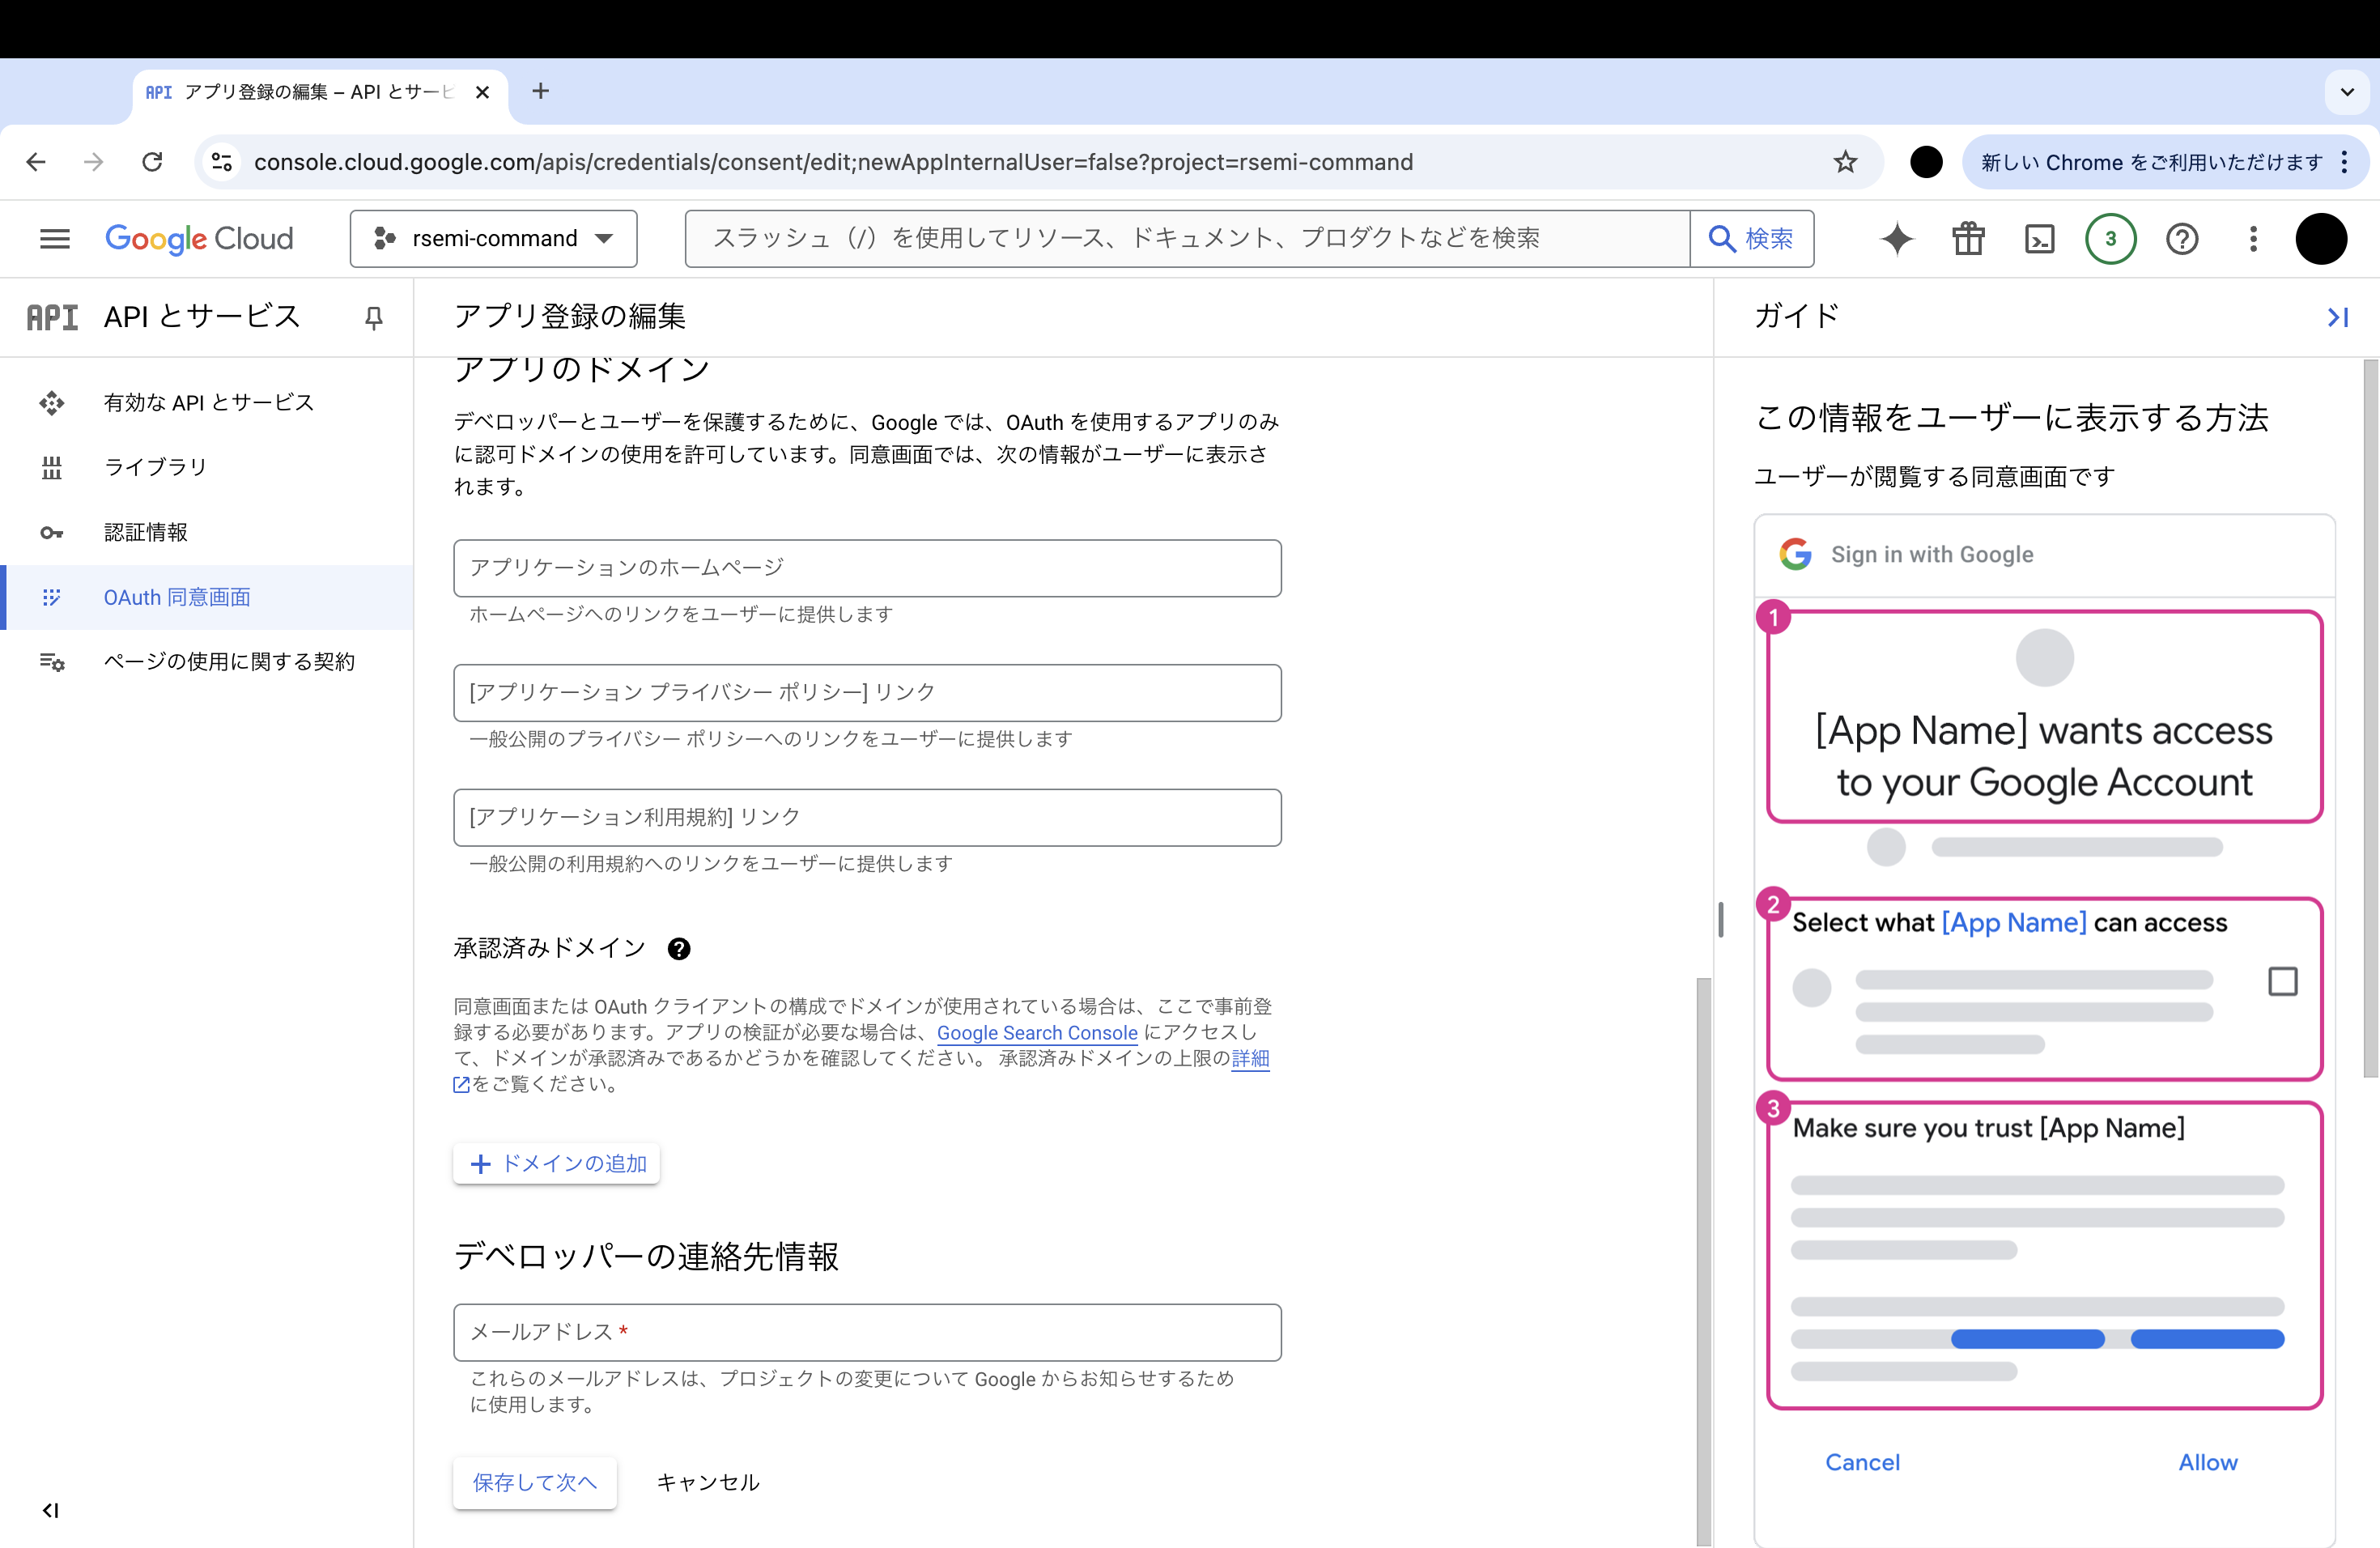 API アプリ登録の編集 – API とサービ
console.cloud.google.com/apis/credentials/consent/edit;newAppInternalUser=false?project=rsemi-command
新しい Chrome をご利用いただけます
Google Cloud
rsemi-command
スラッシュ（/）を使用してリソース、ドキュメント、プロダクトなどを検索
検索
3
API API とサービス
有効な API とサービス
ライブラリ
認証情報
OAuth 同意画面
ページの使用に関する契約
アプリ登録の編集
アプリのドメイン
デベロッパーとユーザーを保護するために、Google では、OAuth を使用するアプリのみ
に認可ドメインの使用を許可しています。同意画面では、次の情報がユーザーに表示さ
れます。
アプリケーションのホームページ
ホームページへのリンクをユーザーに提供します
[アプリケーション プライバシー ポリシー] リンク
一般公開のプライバシー ポリシーへのリンクをユーザーに提供します
[アプリケーション利用規約] リンク
一般公開の利用規約へのリンクをユーザーに提供します
承認済みドメイン
同意画面または OAuth クライアントの構成でドメインが使用されている場合は、ここで事前登
録する必要があります。アプリの検証が必要な場合は、Google Search Console にアクセスし
て、ドメインが承認済みであるかどうかを確認してください。 承認済みドメインの上限の詳細
をご覧ください。
ドメインの追加
デベロッパーの連絡先情報
メールアドレス *
これらのメールアドレスは、プロジェクトの変更について Google からお知らせするため
に使用します。
保存して次へ
キャンセル
ガイド
この情報をユーザーに表示する方法
ユーザーが閲覧する同意画面です
Sign in with Google
1
[App Name] wants access
to your Google Account
2
Select what [App Name] can access
3
Make sure you trust [App Name]
Cancel
Allow